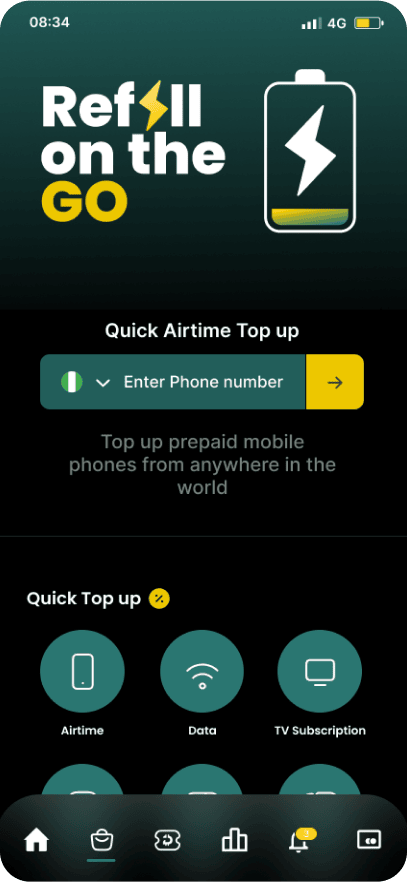 08:34
4G
Refill
on the
GO
Quick Airtime Top up
Enter Phone number
Top up prepaid mobile
phones from anywhere in the
world
Quick Top up
Airtime
Data
TV Subscription
3